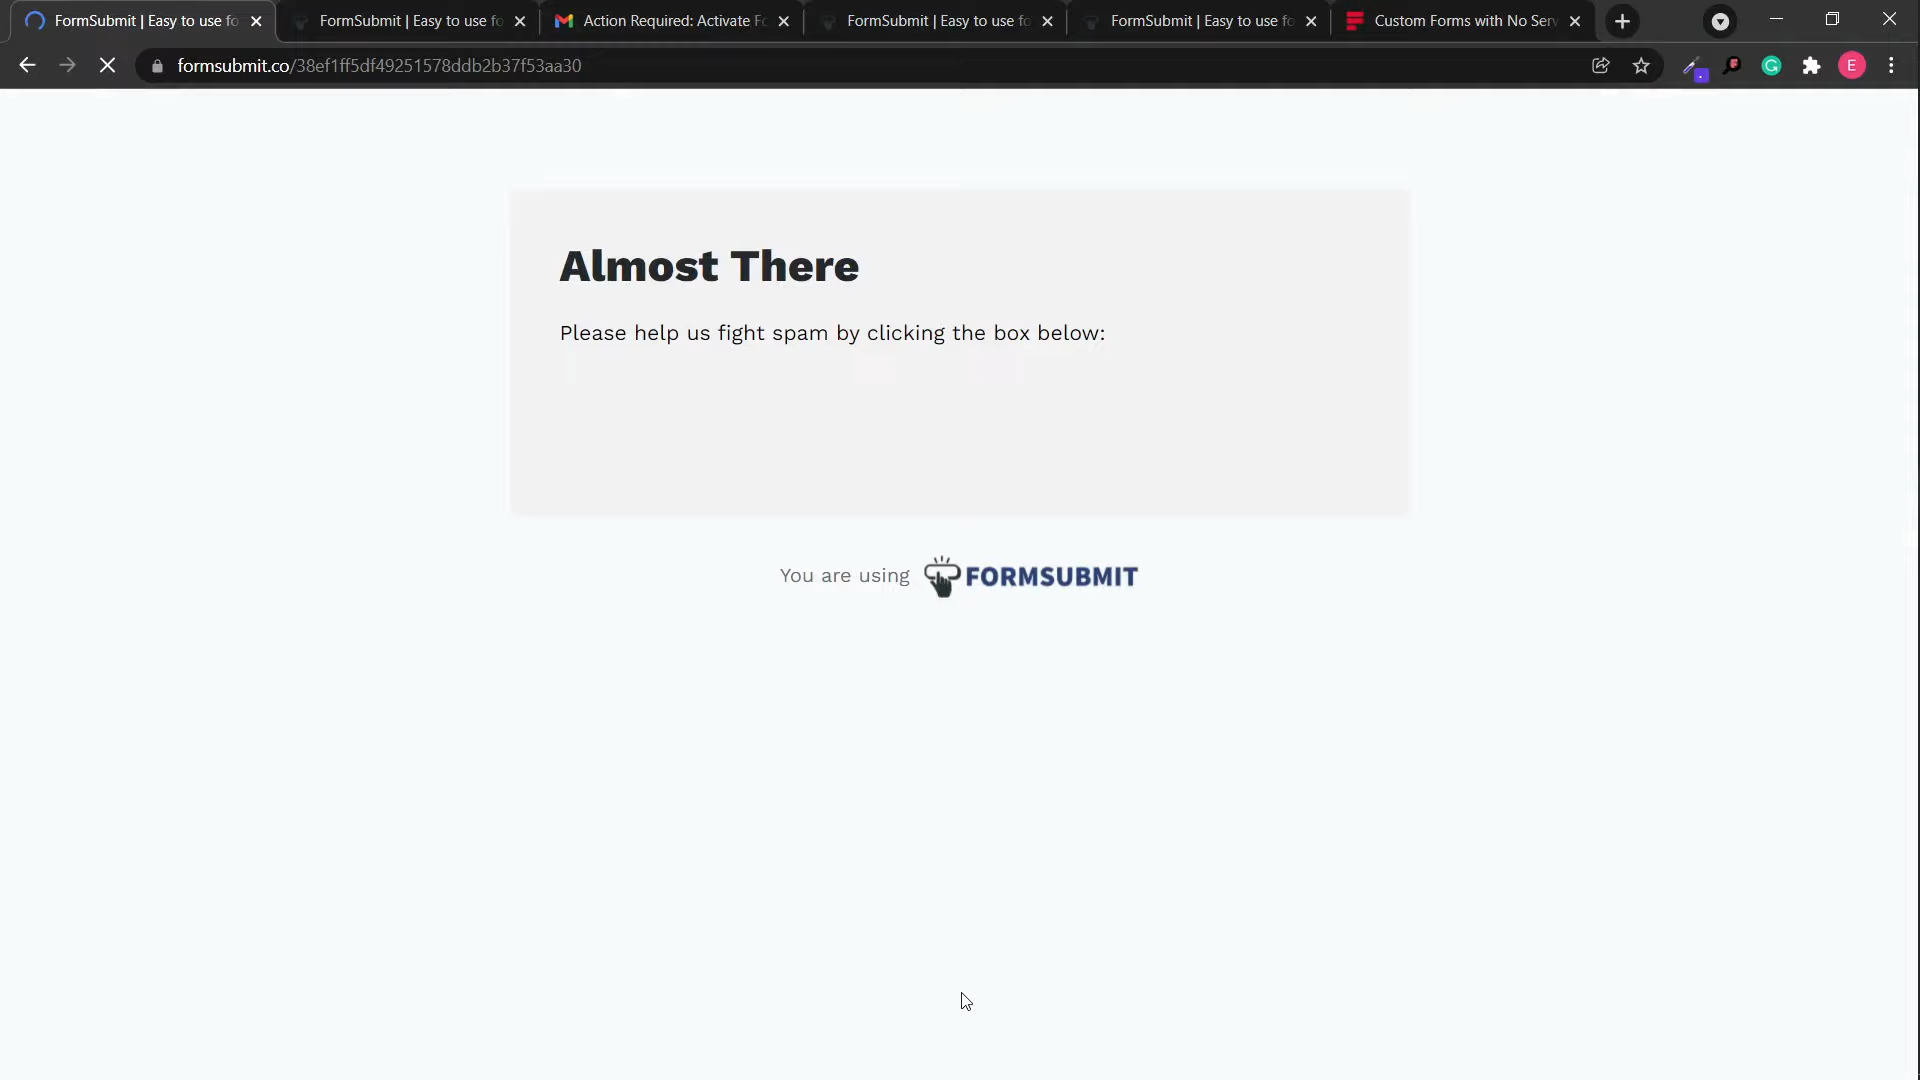 FormSubmit | Easy to use fo
FormSubmit | Easy to use fo
Action Required: Activate Fo
FormSubmit | Easy to use fo
FormSubmit | Easy to use fo
Custom Forms with No Serv
formsubmit.co/38ef1ff5df49251578ddb2b37f53aa30
E
Almost There
Please help us fight spam by clicking the box below:
You are using FORMSUBMIT